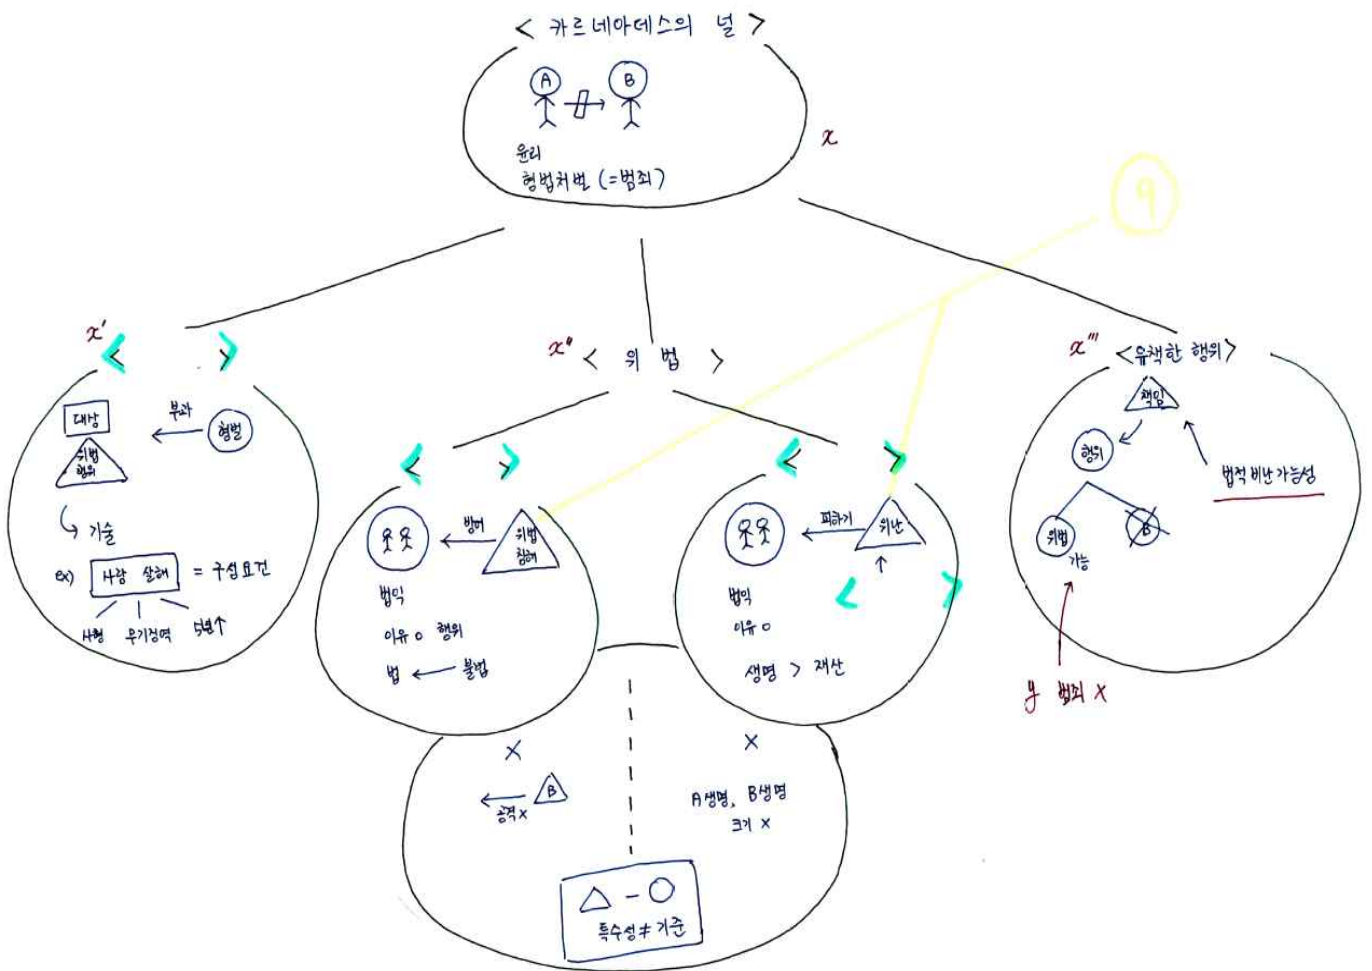 < 카르네아데스의 널 >
A B
윤리
형법처벌 (=범죄)
x
9
x'
< >
대상
부과
형벌
위법
행위
기술
ex) 사람 살해 = 구성요건
사형 무기징역 5년↑
x"
< 위법 >
< >
방어
위법
침해
법익
이유 o 행위
법 ← 불법
< >
피하기
위난
↑
법익
< >
이유 o
생명 > 재산
x'''
<유책한 행위>
책임
행위
법적 비난 가능성
위법
B
가능
y 범죄 X
X
B
공격 x
X
A생명, B생명
크기 X
△ - ○
특수성 ≠ 기준